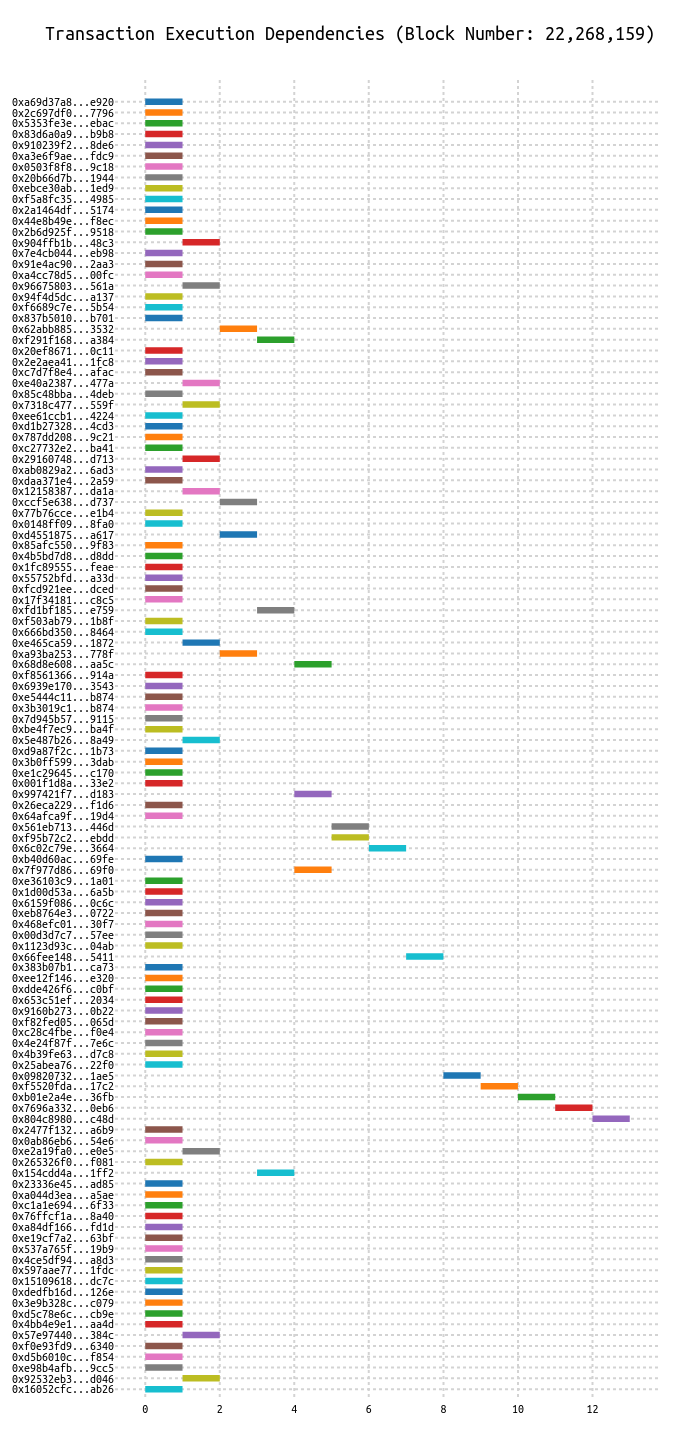 Transaction Execution Dependencies (Block Number: 22,268,159)
0xa69d37a8...e920
0x2c697df0...7796
0x5353fe3e...ebac
0x83d6a0a9...b9b8
0x910239f2...8de6
0xa3e6f9ae...fdc9
0x0503f8f8...9c18
0x20b66d7b...1944
0xebce30ab...1ed9
0xf5a8fc35...4985
0x2a1464df...5174
0x44e8b49e...f8ec
0x2b6d925f...9518
0x904ffb1b...48c3
0x7e4cb044...eb98
0x91e4ac90...2aa3
0xa4cc78d5...00fc
0x96675803...561a
0x94f4d5dc...a137
0xf6689c7e...5b54
0x837b5010...b701
0x62abb885...3532
0xf291f168...a384
0x20ef8671...0c11
0x2e2aea41...1fc8
0xc7d7f8e4...afac
0xe40a2387...477a
0x85c48bba...4deb
0x7318c477...559f
0xee61ccb1...4224
0xd1b27328...4cd3
0x787dd208...9c21
0xc27732e2...ba41
0x29160748...d713
0xab0829a2...6ad3
0xdaa371e4...2a59
0x12158387...da1a
0xccf5e638...d737
0x77b76cce...e1b4
0x0148ff09...8fa0
0xd4551875...a617
0x85afc550...9f83
0x4b5bd7d8...d8dd
0x1fc89555...feae
0x55752bfd...a33d
0xfcd921ee...dced
0x17f34181...c8c5
0xfd1bf185...e759
0xf503ab79...1b8f
0x666bd350...8464
0xe465ca59...1872
0xa93ba253...778f
0x68d8e608...aa5c
0xf8561366...914a
0x6939e170...3543
0xe5444c11...b874
0x3b3019c1...b874
0x7d945b57...9115
0xbe4f7ec9...ba4f
0x5e487b26...8a49
0xd9a87f2c...1b73
0x3b0ff599...3dab
0xe1c29645...c170
0x001f1d8a...33e2
0x997421f7...d183
0x26eca229...f1d6
0x64afca9f...19d4
0x561eb713...446d
0xf95b72c2...ebdd
0x6c02c79e...3664
0xb40d60ac...69fe
0x7f977d86...69f0
0xe36103c9...1a01
0x1d00d53a...6a5b
0x6159f086...0c6c
0xeb8764e3...0722
0x468efc01...30f7
0x00d3d7c7...57ee
0x1123d93c...04ab
0x66fee148...5411
0x383b07b1...ca73
0xee12f146...e320
0xdde426f6...c0bf
0x653c51ef...2034
0x9160b273...0b22
0xf82fed05...065d
0xc28c4fbe...f0e4
0x4e24f87f...7e6c
0x4b39fe63...d7c8
0x25abea76...22f0
0x09820732...1ae5
0xf5520fda...17c2
0xb01e2a4e...36fb
0x7696a332...0eb6
0x804c8980...c48d
0x2477f132...a6b9
0x0ab86eb6...54e6
0xe2a19fa0...e0e5
0x265326f0...f081
0x154cdd4a...1ff2
0x23336e45...ad85
0xa044d3ea...a5ae
0xc1a1e694...6f33
0x76ffcf1a...8a40
0xa84df166...fd1d
0xe19cf7a2...63bf
0x537a765f...19b9
0x4ce5df94...a8d3
0x597aae77...1fdc
0x15109618...dc7c
0xdedfb16d...126e
0x3e9b328c...c079
0xd5c78e6c...cb9e
0x4bb4e9e1...aa4d
0x57e97440...384c
0xf0e93fd9...6340
0xd5b6010c...f854
0xe98b4afb...9cc5
0x92532eb3...d046
0x16052cfc...ab26
0 2 4 6 8 10 12